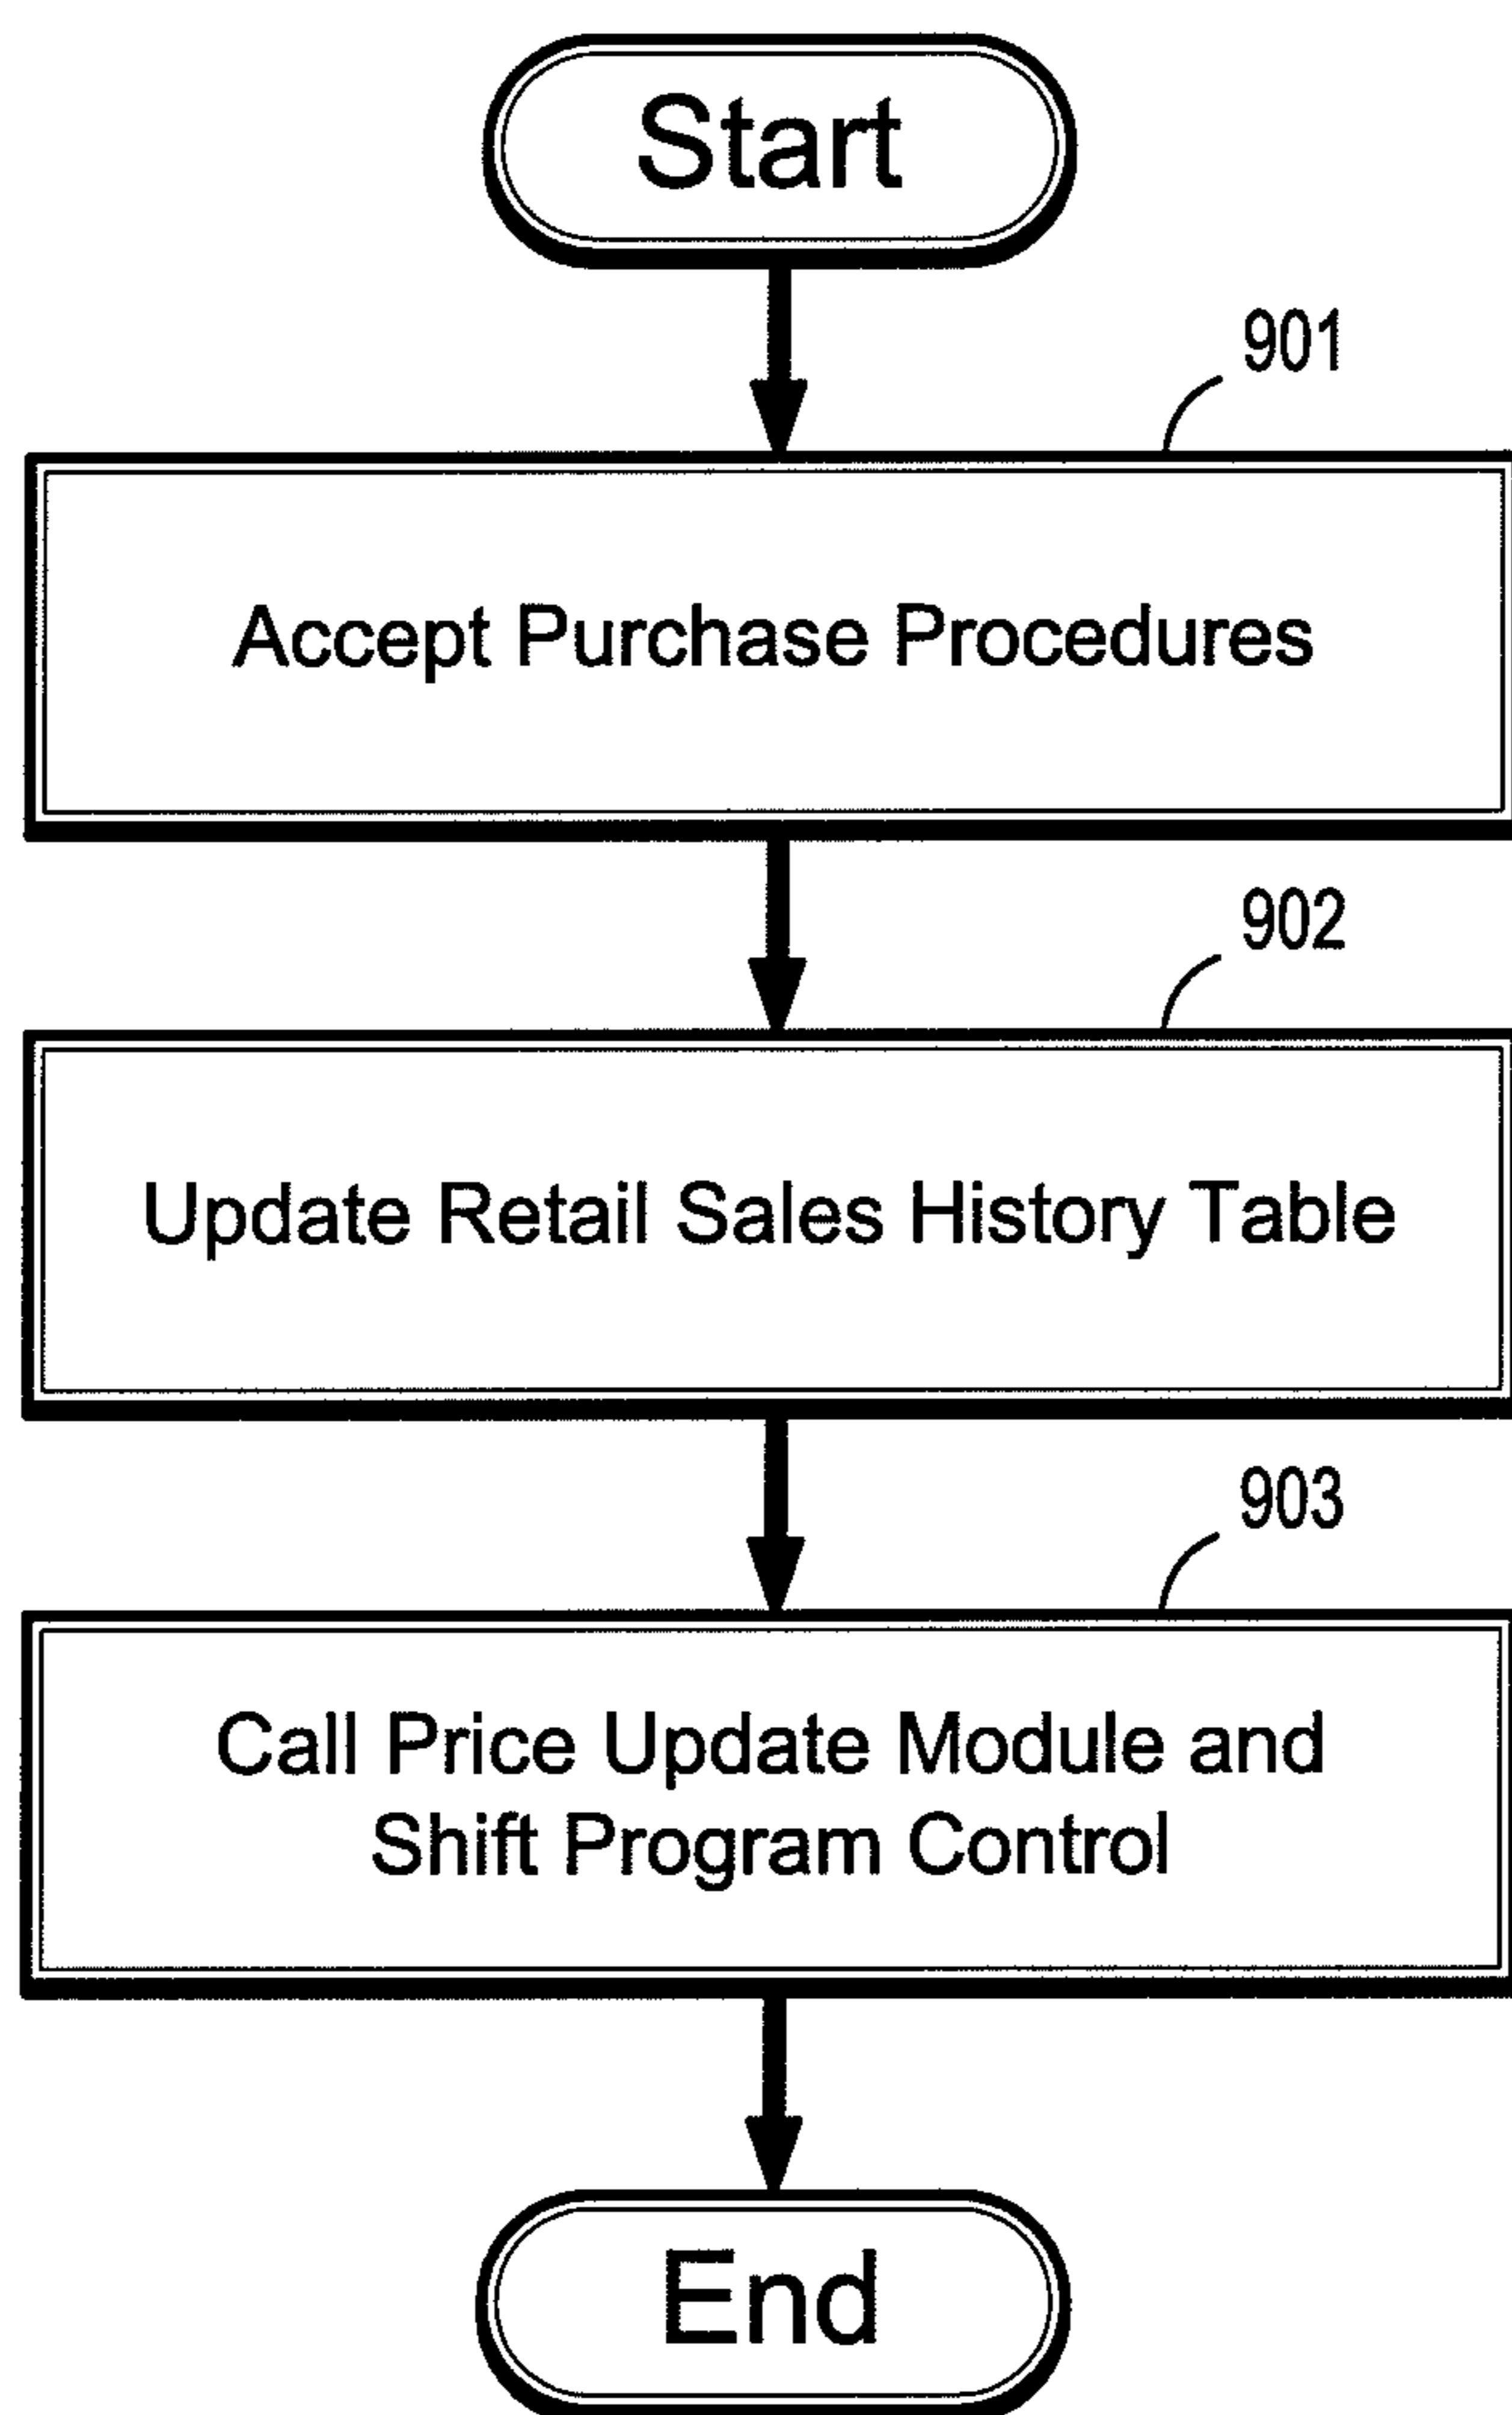 Start
901
Accept Purchase Procedures
902
Update Retail Sales History Table
903
Call Price Update Module and
Shift Program Control
End